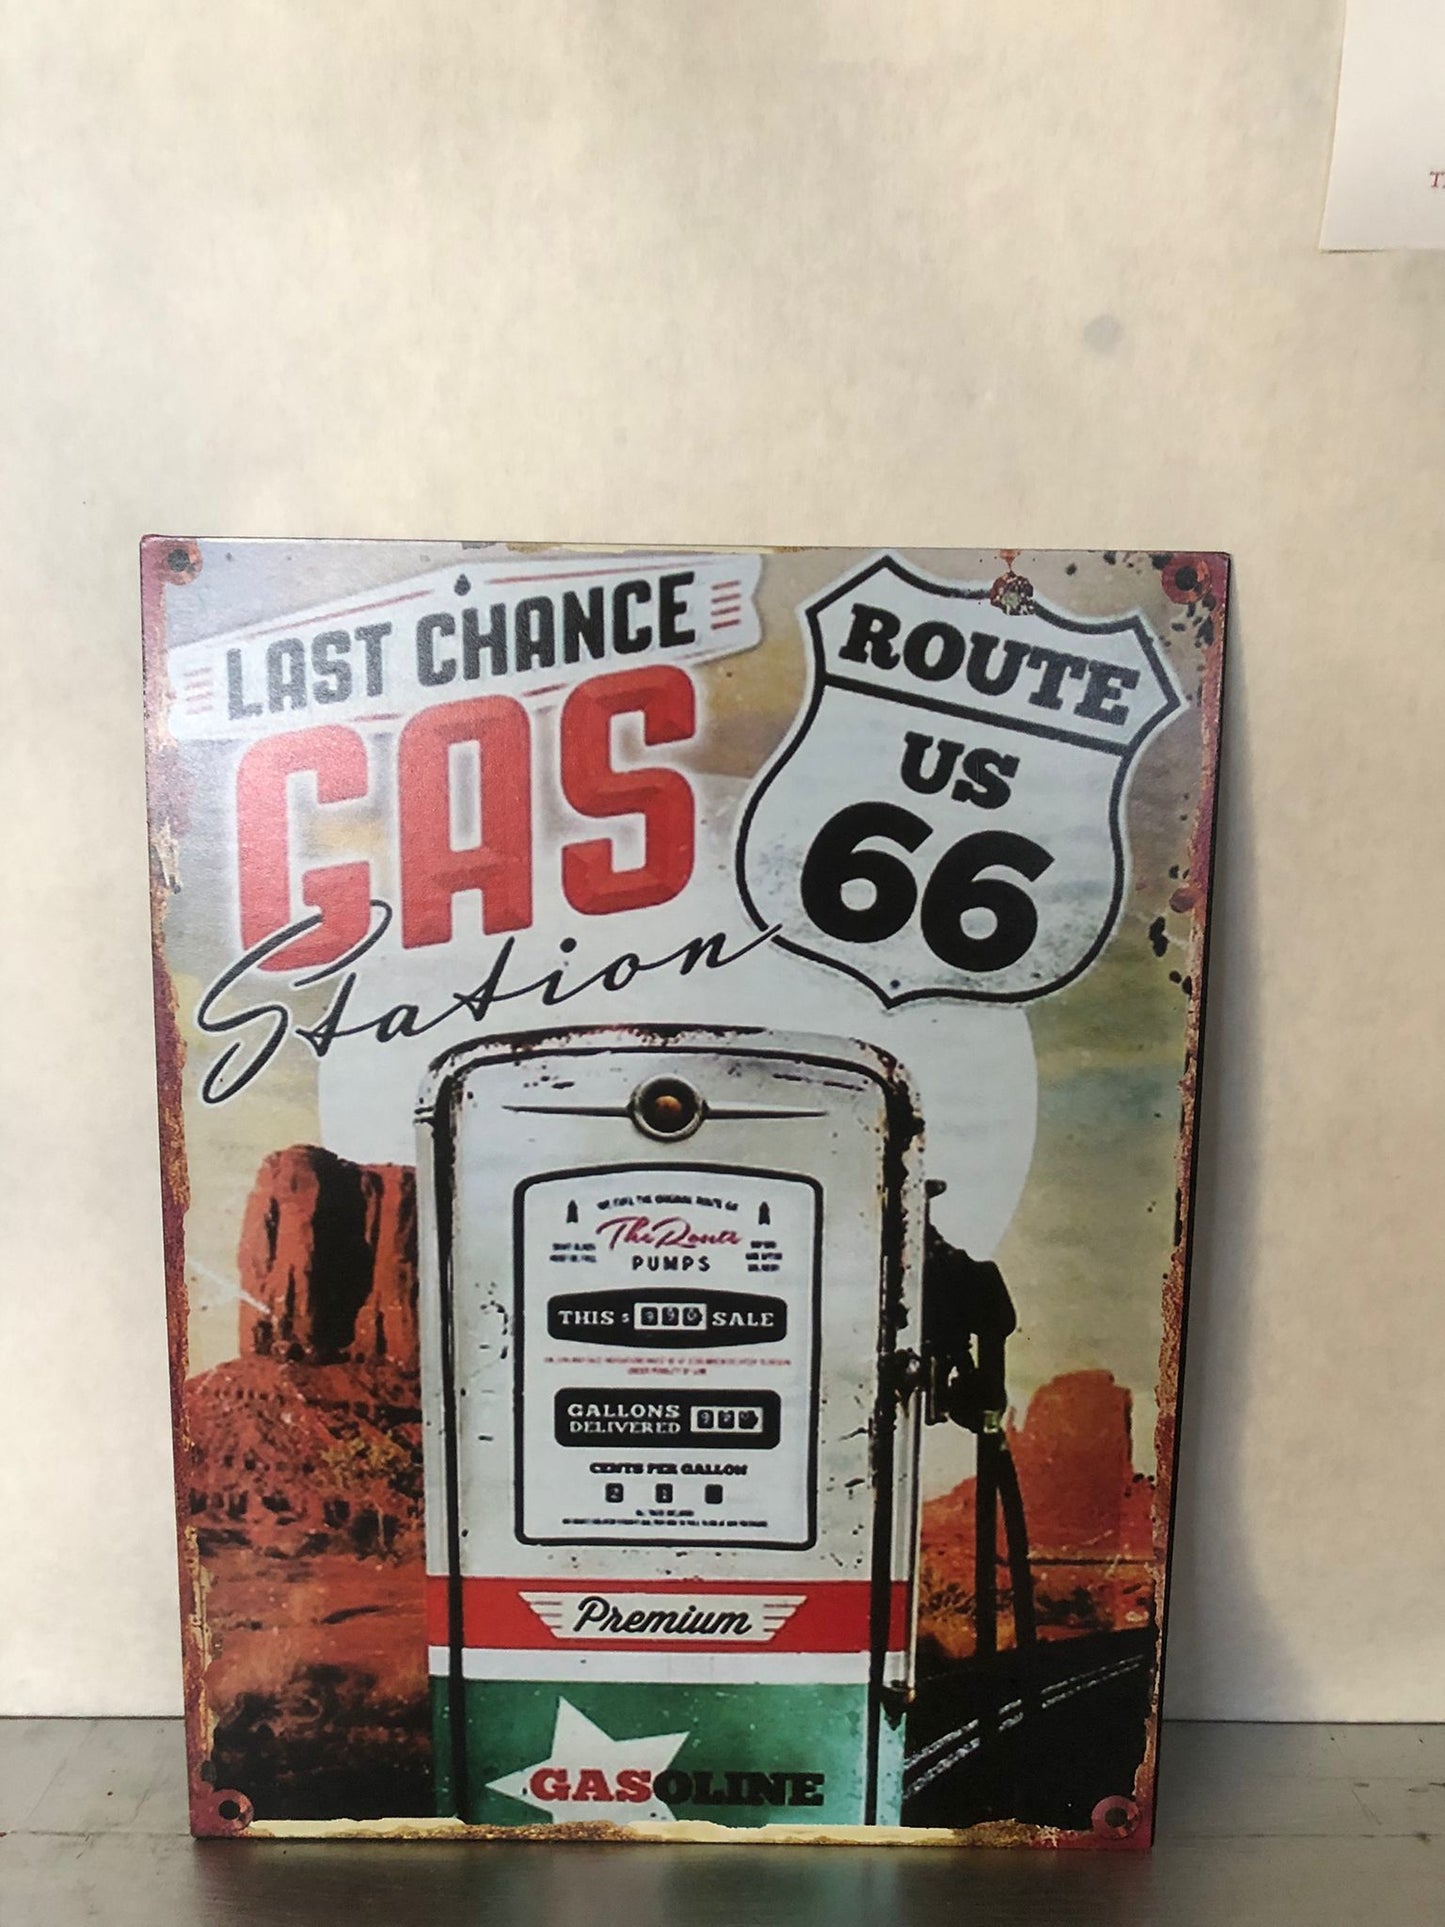 LAST CHANCE
GAS
Station
ROUTE
US
66
The Route
PUMPS
THIS $ SALE
GALLONS
DELIVERED
CENTS PER GALLON
Premium
GASOLINE